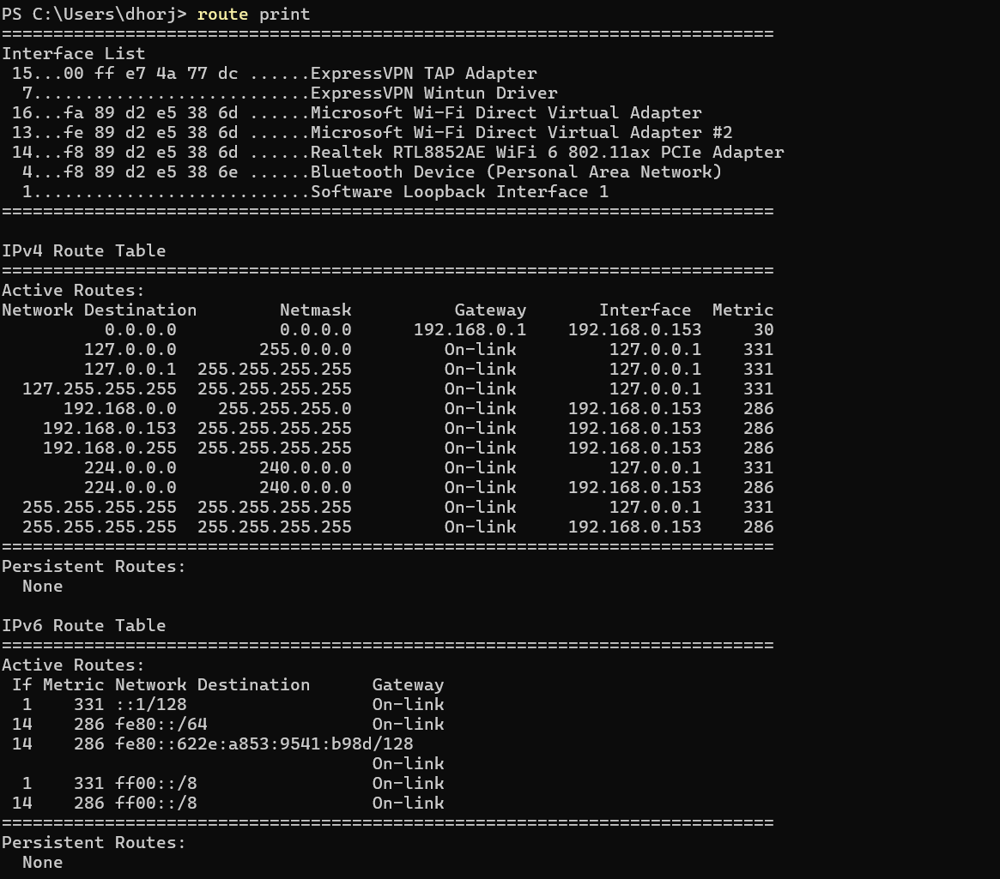 PS C:\Users\dhorj> route print
===========================================================================
Interface List
 15...00 ff e7 4a 77 dc ......ExpressVPN TAP Adapter
  7...........................ExpressVPN Wintun Driver
 16...fa 89 d2 e5 38 6d ......Microsoft Wi-Fi Direct Virtual Adapter
 13...fe 89 d2 e5 38 6d ......Microsoft Wi-Fi Direct Virtual Adapter #2
 14...f8 89 d2 e5 38 6d ......Realtek RTL8852AE WiFi 6 802.11ax PCIe Adapter
  4...f8 89 d2 e5 38 6e ......Bluetooth Device (Personal Area Network)
  1...........................Software Loopback Interface 1
===========================================================================

IPv4 Route Table
===========================================================================
Active Routes:
Network Destination        Netmask          Gateway       Interface  Metric
          0.0.0.0          0.0.0.0      192.168.0.1    192.168.0.153     30
        127.0.0.0        255.0.0.0         On-link         127.0.0.1    331
        127.0.0.1  255.255.255.255         On-link         127.0.0.1    331
  127.255.255.255  255.255.255.255         On-link         127.0.0.1    331
      192.168.0.0    255.255.255.0         On-link     192.168.0.153    286
    192.168.0.153  255.255.255.255         On-link     192.168.0.153    286
    192.168.0.255  255.255.255.255         On-link     192.168.0.153    286
        224.0.0.0        240.0.0.0         On-link         127.0.0.1    331
        224.0.0.0        240.0.0.0         On-link     192.168.0.153    286
  255.255.255.255  255.255.255.255         On-link         127.0.0.1    331
  255.255.255.255  255.255.255.255         On-link     192.168.0.153    286
===========================================================================
Persistent Routes:
  None

IPv6 Route Table
===========================================================================
Active Routes:
 If Metric Network Destination      Gateway
  1    331 ::1/128                  On-link
 14    286 fe80::/64                On-link
 14    286 fe80::622e:a853:9541:b98d/128
                                    On-link
  1    331 ff00::/8                 On-link
 14    286 ff00::/8                 On-link
===========================================================================
Persistent Routes:
  None